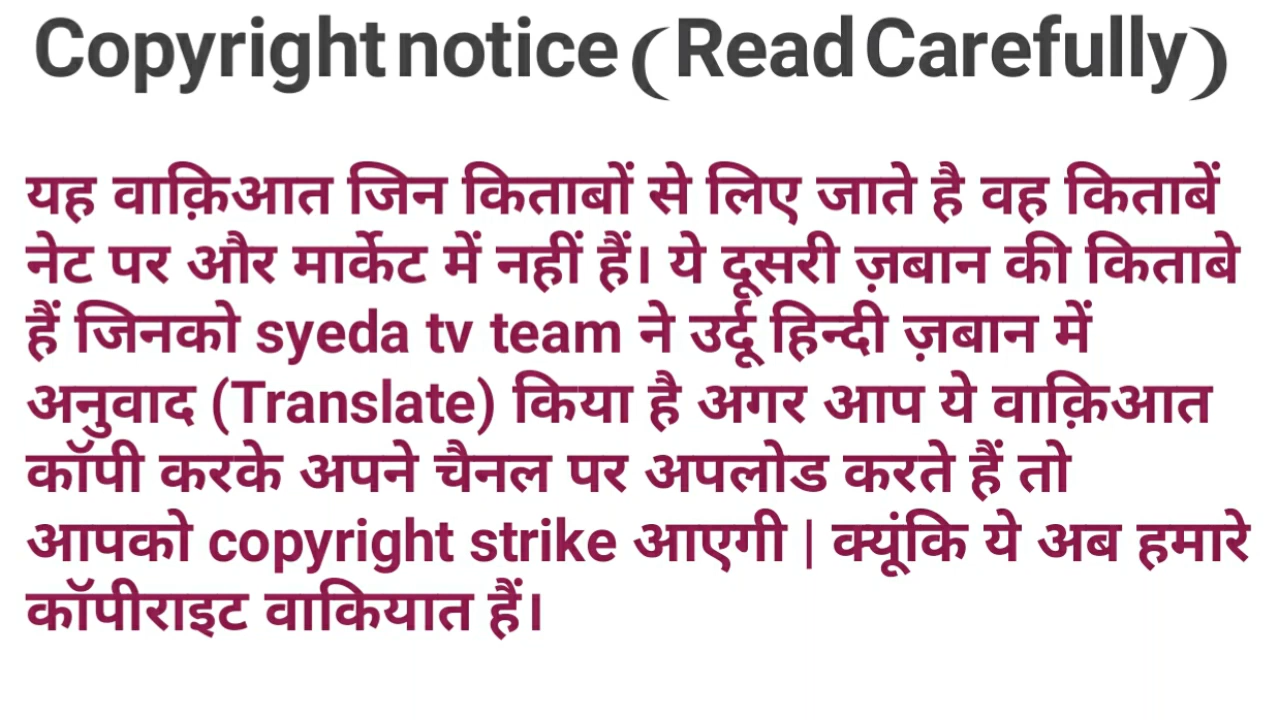 Copyright notice ( Read Carefully)
यह वाक़िआत जिन किताबों से लिए जाते है वह किताबें
नेट पर और मार्केट में नहीं हैं। ये दूसरी ज़बान की किताबे
हैं जिनको syeda tv team ने उर्दू हिन्दी ज़बान में
अनुवाद (Translate) किया है अगर आप ये वाक़िआत
कॉपी करके अपने चैनल पर अपलोड करते हैं तो
आपको copyright strike आएगी | क्यूंकि ये अब हमारे
कॉपीराइट वाकियात हैं।